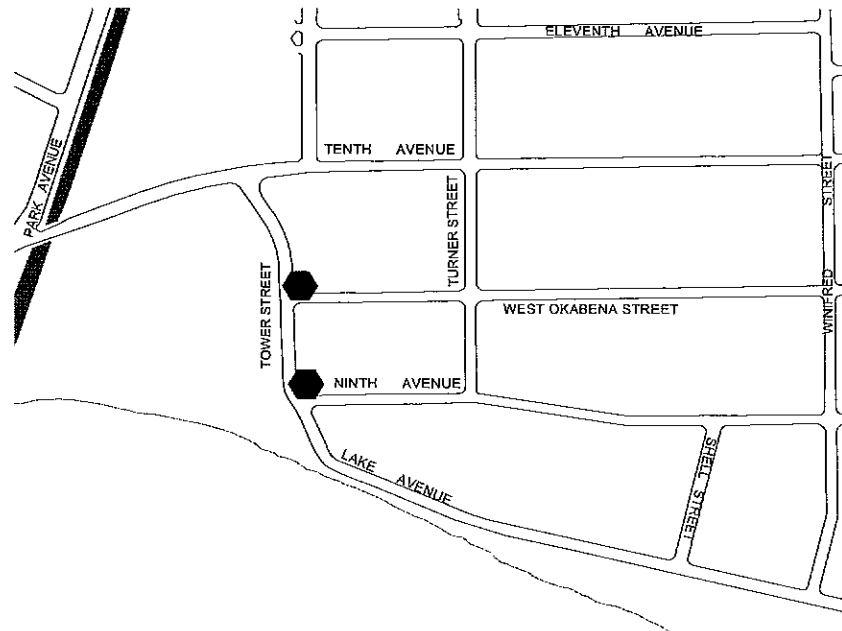 ELEVENTH AVENUE
TENTH AVENUE
PARK AVENUE
TURNER STREET
WINIFRED STREET
TOWER STREET
WEST OKABENA STREET
NINTH AVENUE
LAKE AVENUE
SHELL STREET